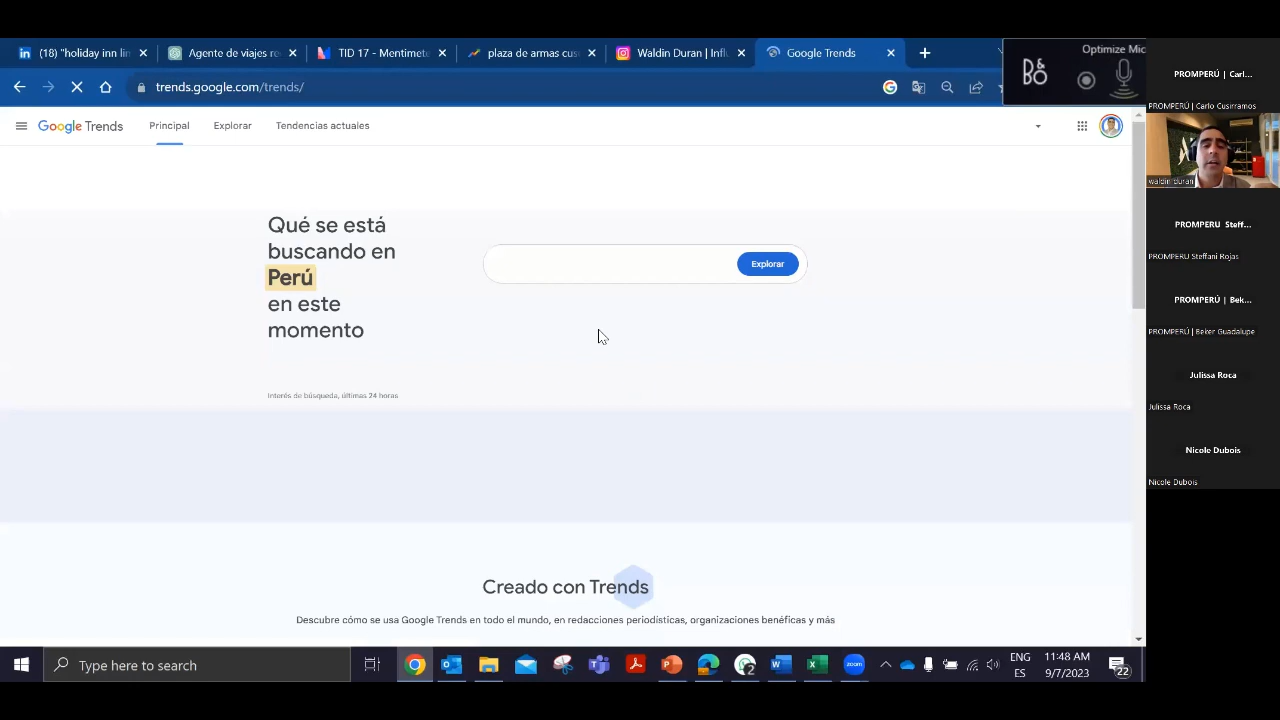 (18) "holiday inn lim
Agente de viajes re
TID 17 - Mentimete
plaza de armas cus
Waldin Duran | Infl
Google Trends
Optimize Mic
B&O
trends.google.com/trends/
Google Trends
Principal
Explorar
Tendencias actuales
Qué se está
buscando en
Perú
en este
momento
Explorar
Interés de búsqueda, últimas 24 horas
Creado con Trends
Descubre cómo se usa Google Trends en todo el mundo, en redacciones periodísticas, organizaciones benéficas y más
Type here to search
ENG
ES
11:48 AM
9/7/2023
22
PROMPERÚ | Carl...
PROMPERÚ | Carlo Cusirramos
waldin duran
PROMPERU Steff...
PROMPERU Steffani Rojas
PROMPERÚ | Bek...
PROMPERÚ | Beker Guadalupe
Julissa Roca
Julissa Roca
Nicole Dubois
Nicole Dubois